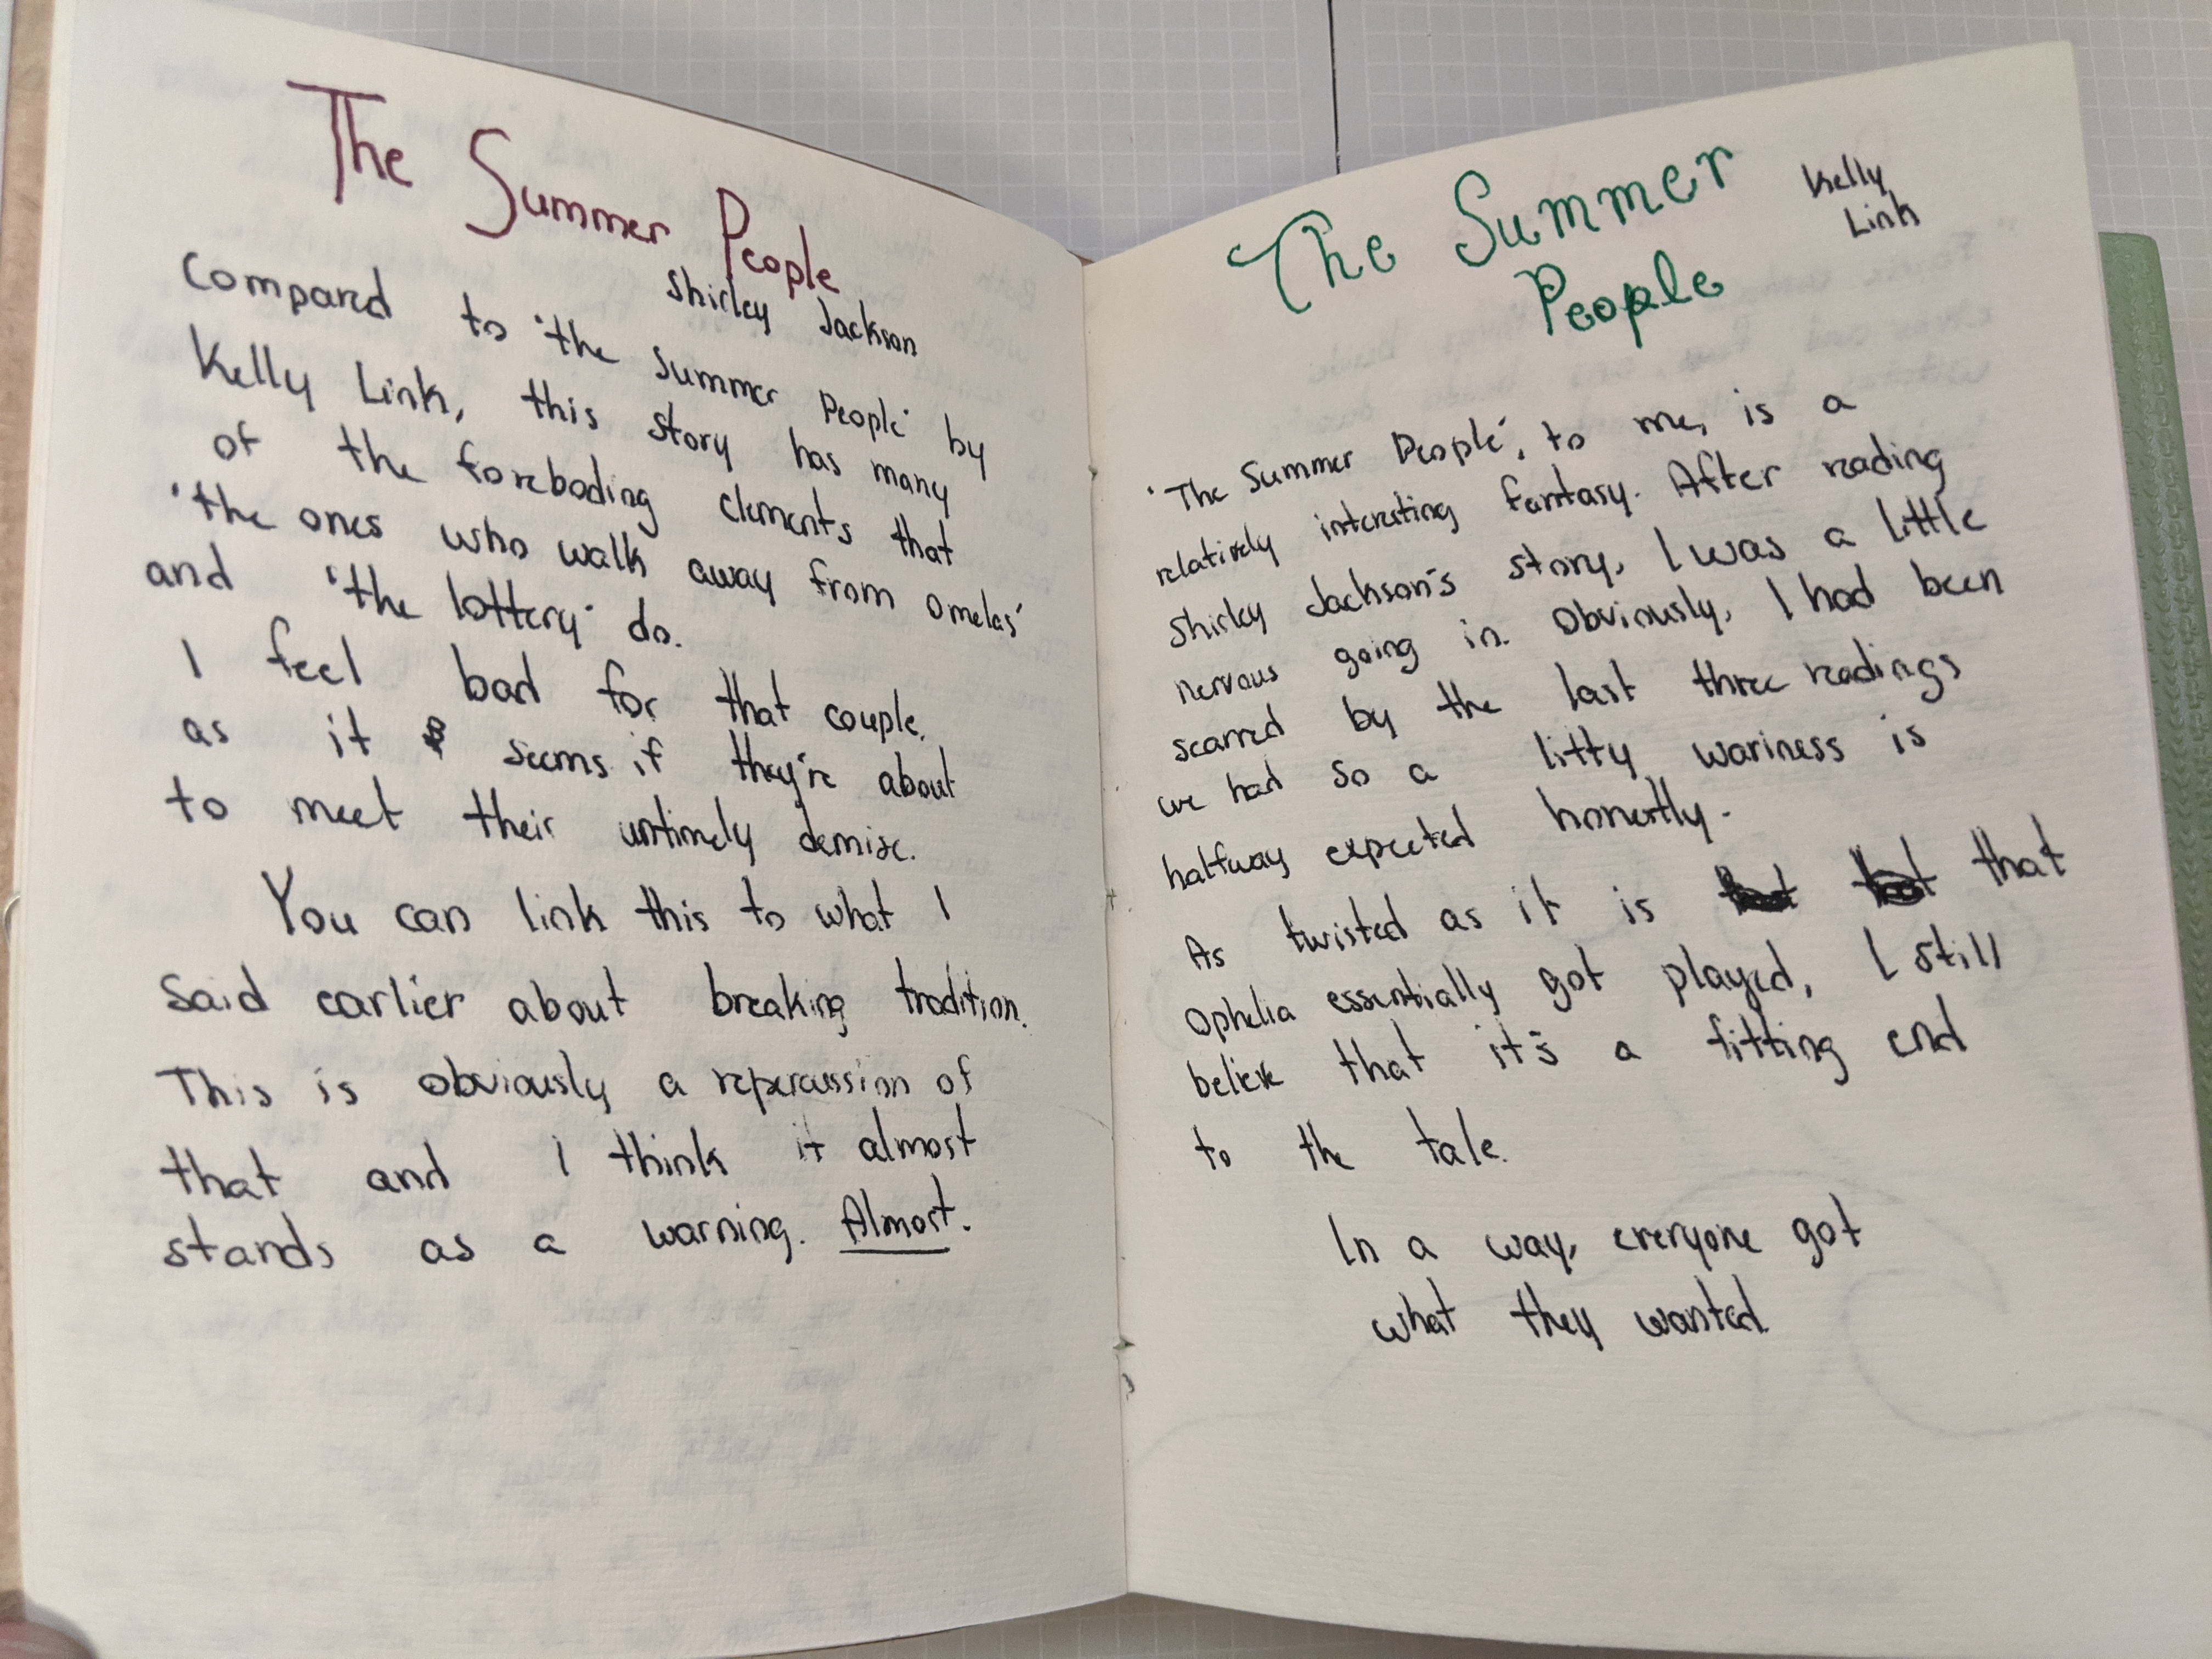 The Summer People
Shirley Jackson
Compared to 'the Summer People' by
Kelly Link, this story has many
of the foreboding elements that
'the ones who walk away from omelas'
and 'the lottery' do.
I feel bad for that couple,
as it seems if they're about
to meet their untimely demise.
You can link this to what I
said earlier about breaking tradition.
This is obviously a repercussion of
that and I think it almost
stands as a warning. Almost.
The Summer
People
Kelly
Link
'The Summer People', to me, is a
relatively interesting fantasy. After reading
Shirley Jackson's story, I was a little
nervous going in. Obviously, I had been
scarred by the last three readings
we had so a litty wariness is
halfway expected honestly.
As twisted as it is that
Ophelia essentially got played, I still
believe that it's a fitting end
to the tale.
In a way, everyone got
what they wanted.